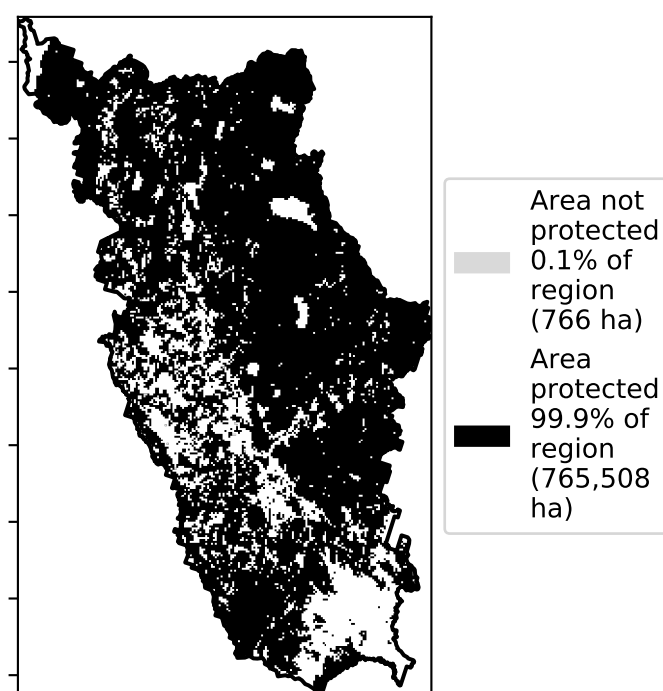 Area not
protected
0.1% of
region
(766 ha)
Area
protected
99.9% of
region
(765,508
ha)